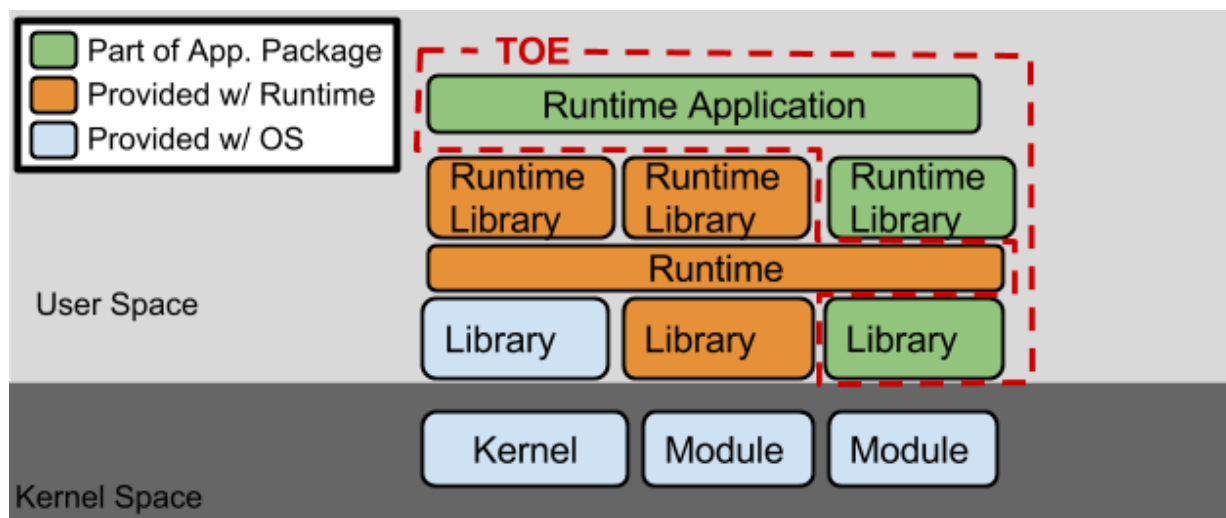 Part of App. Package
Provided w/ Runtime
Provided w/ OS
TOE
Runtime Application
Runtime
Library
Runtime
Library
Runtime
Library
Runtime
User Space
Library
Library
Library
Kernel
Module
Module
Kernel Space